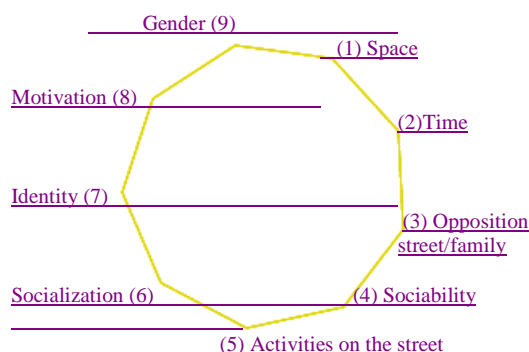 Gender (9)
(1) Space
Motivation (8)
(2)Time
Identity (7)
(3) Opposition
street/family
Socialization (6)
(4) Sociability
(5) Activities on the street